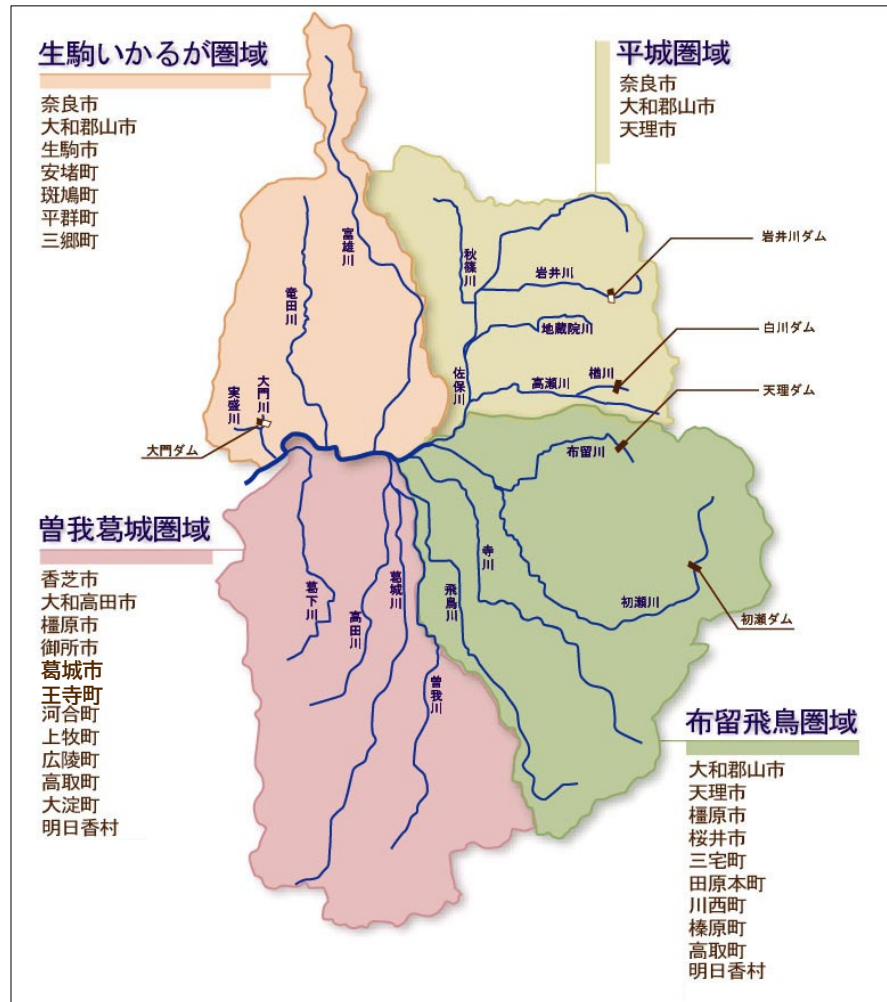 生駒いかるが圏域
奈良市
大和郡山市
生駒市
安堵町
斑鳩町
平群町
三郷町
平城圏域
奈良市
大和郡山市
天理市
富雄川
竜田川
大門川
実盛川
大門ダム
秋篠川
岩井川
岩井川ダム
地蔵院川
白川ダム
楢川
高瀬川
佐保川
天理ダム
布留川
曽我葛城圏域
香芝市
大和高田市
橿原市
御所市
葛城市
王寺町
河合町
上牧町
広陵町
高取町
大淀町
明日香村
葛下川
高田川
葛城川
曽我川
飛鳥川
寺川
初瀬川
初瀬ダム
布留飛鳥圏域
大和郡山市
天理市
橿原市
桜井市
三宅町
田原本町
川西町
榛原町
高取町
明日香村